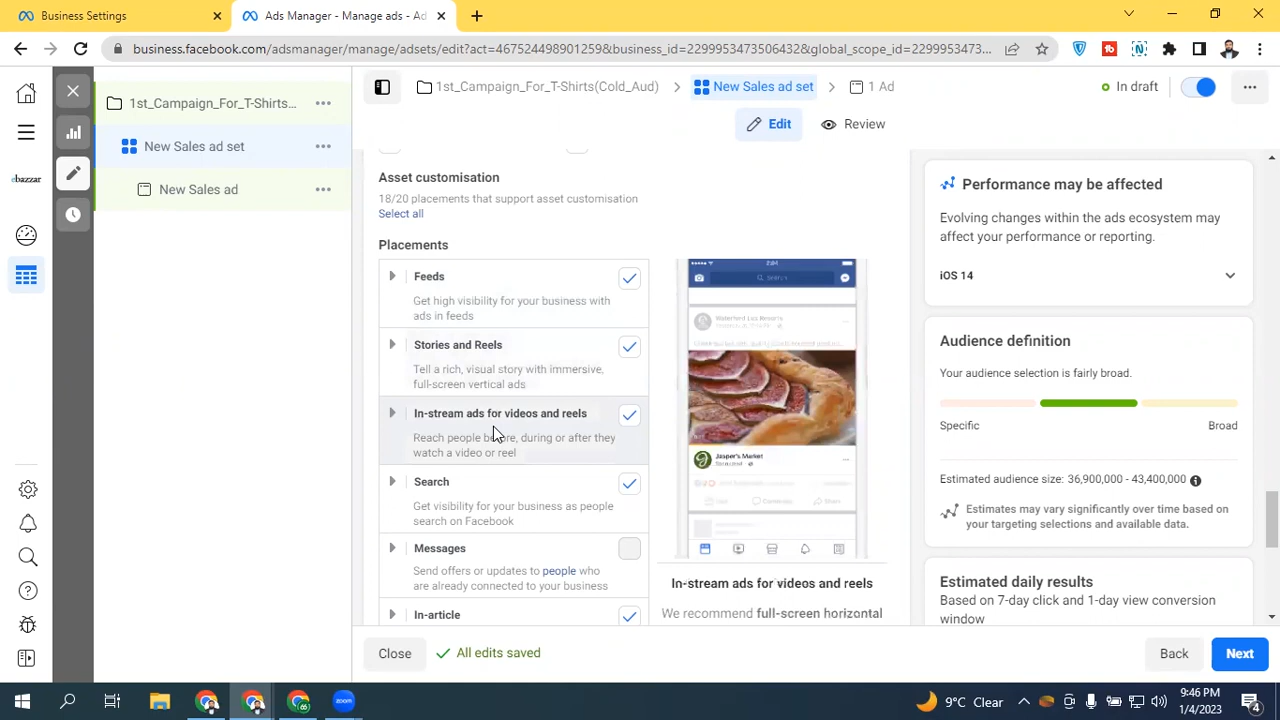 Business Settings
Ads Manager - Manage ads - Ad
business.facebook.com/adsmanager/manage/adsets/edit?act=467524498901259&business_id=2299953473506432&global_scope_id=2299953473...
1st_Campaign_For_T-Shirts...
New Sales ad set
New Sales ad
ebazzar
1st_Campaign_For_T-Shirts(Cold_Aud)
New Sales ad set
1 Ad
In draft
Edit
Review
Asset customisation
18/20 placements that support asset customisation
Select all
Placements
Feeds
Get high visibility for your business with
ads in feeds
Stories and Reels
Tell a rich, visual story with immersive,
full-screen vertical ads
In-stream ads for videos and reels
Reach people before, during or after they
watch a video or reel
Search
Get visibility for your business as people
search on Facebook
Messages
Send offers or updates to people who
are already connected to your business
In-article
Search
Jasper's Market
Sponsored
In-stream ads for videos and reels
We recommend full-screen horizontal
Performance may be affected
Evolving changes within the ads ecosystem may
affect your performance or reporting.
iOS 14
Audience definition
Your audience selection is fairly broad.
Specific
Broad
Estimated audience size: 36,900,000 - 43,400,000
Estimates may vary significantly over time based on
your targeting selections and available data.
Estimated daily results
Based on 7-day click and 1-day view conversion
window
Close
All edits saved
Back
Next
zoom
9°C Clear
9:46 PM
1/4/2023
4